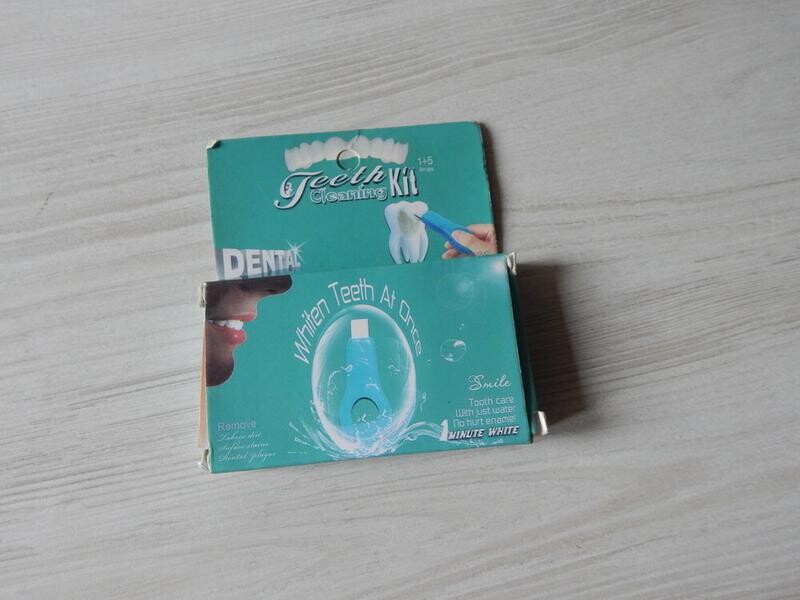 1+5
strips
Teeth
Cleaning Kit
DENTAL
Whiten Teeth At Once
Smile
Tooth care
With just water
No hurt enamel
1 MINUTE WHITE
Remove